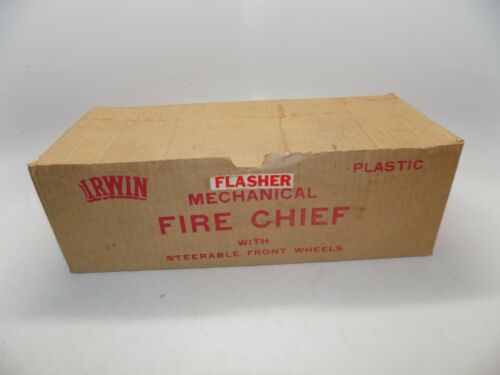 IRWIN
PLASTIC
FLASHER
MECHANICAL
FIRE CHIEF
WITH
STEERABLE FRONT WHEELS